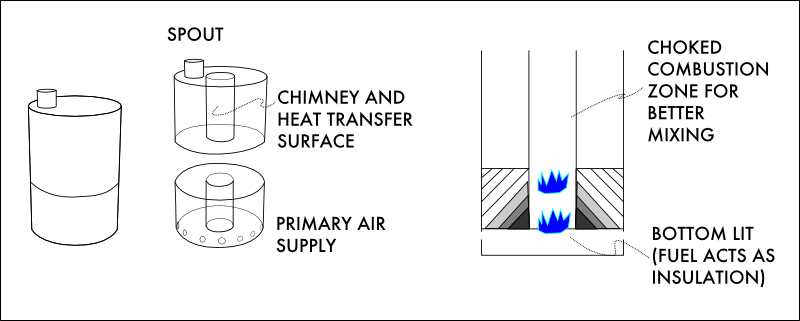 SPOUT
CHIMNEY AND
HEAT TRANSFER
SURFACE
PRIMARY AIR
SUPPLY
CHOKED
COMBUSTION
ZONE FOR
BETTER
MIXING
BOTTOM LIT
(FUEL ACTS AS
INSULATION)